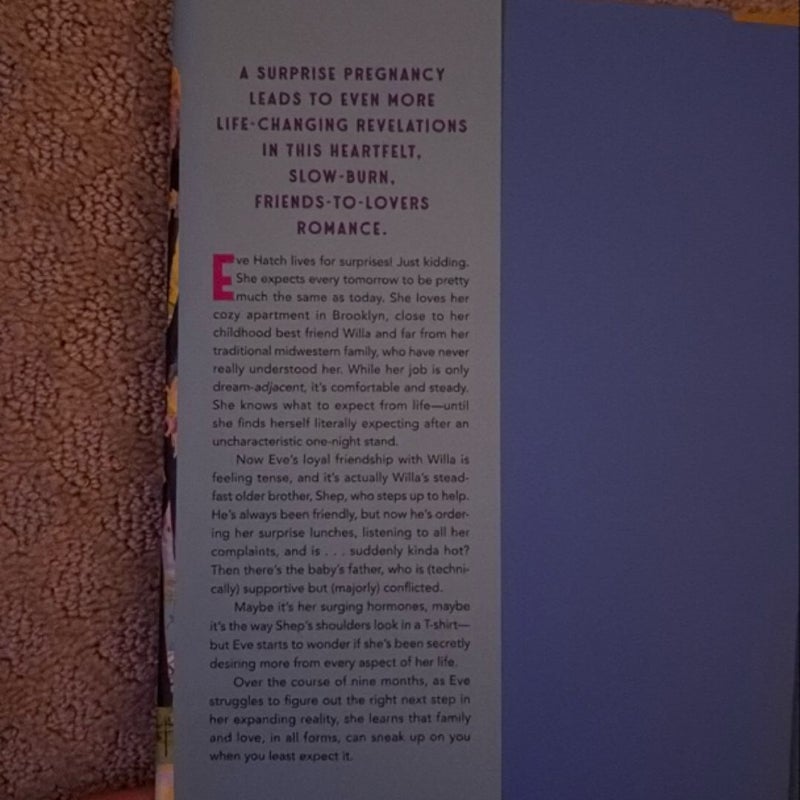 A SURPRISE PREGNANCY
LEADS TO EVEN MORE
LIFE-CHANGING REVELATIONS
IN THIS HEARTFELT,
SLOW-BURN,
FRIENDS-TO-LOVERS
ROMANCE.
Eve Hatch lives for surprises! Just kidding.
She expects every tomorrow to be pretty
much the same as today. She loves her
cozy apartment in Brooklyn, close to her
childhood best friend Willa and far from her
traditional midwestern family, who have never
really understood her. While her job is only
dream-adjacent, it's comfortable and steady.
She knows what to expect from life—until
she finds herself literally expecting after an
uncharacteristic one-night stand.
Now Eve's loyal friendship with Willa is
feeling tense, and it's actually Willa's stead-
fast older brother, Shep, who steps up to help.
He's always been friendly, but now he's order-
ing her surprise lunches, listening to all her
complaints, and is . . . suddenly kinda hot?
Then there's the baby's father, who is (techni-
cally) supportive but (majorly) conflicted.
Maybe it's her surging hormones, maybe
it's the way Shep's shoulders look in a T-shirt—
but Eve starts to wonder if she's been secretly
desiring more from every aspect of her life.
Over the course of nine months, as Eve
struggles to figure out the right next step in
her expanding reality, she learns that family
and love, in all forms, can sneak up on you
when you least expect it.